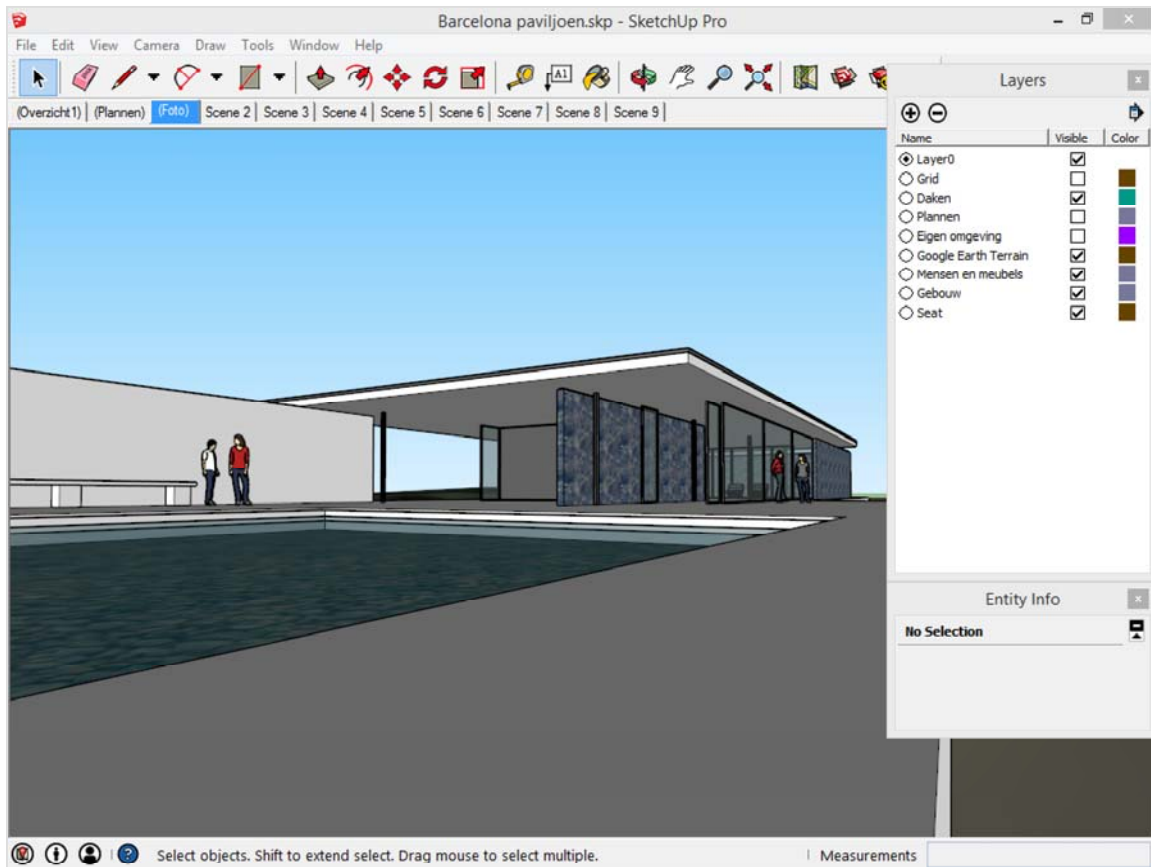 Barcelona paviljoen.skp - SketchUp Pro
File Edit View Camera Draw Tools Window Help
A1
(Overzicht1) (Plannen) (Foto) Scene 2 Scene 3 Scene 4 Scene 5 Scene 6 Scene 7 Scene 8 Scene 9
Layers
Name Visible Color
Layer0
Grid
Daken
Plannen
Eigen omgeving
Google Earth Terrain
Mensen en meubels
Gebouw
Seat
Entity Info
No Selection
Select objects. Shift to extend select. Drag mouse to select multiple.
Measurements